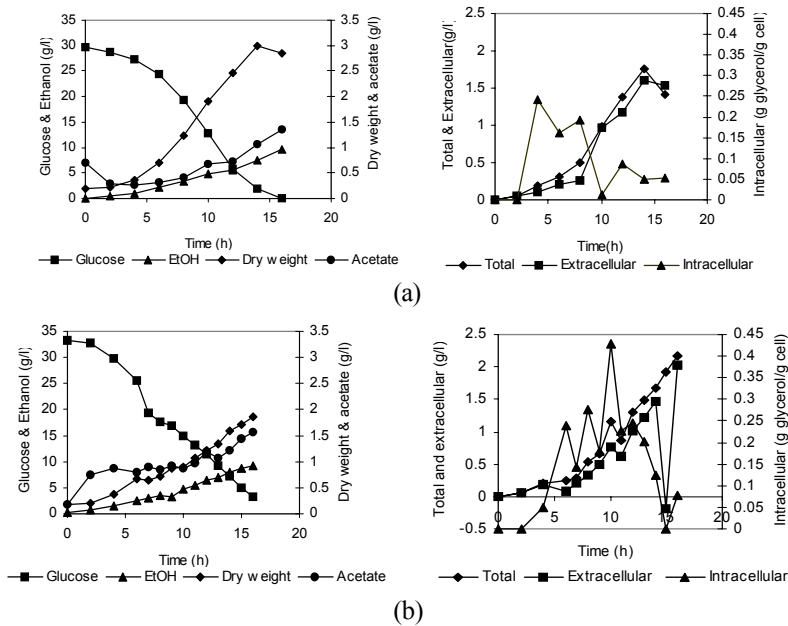 35
30
25
20
15
10
5
0
3.5
3
2.5
2
1.5
1
0.5
0
0 5 10 15 20
Glucose & Ethanol (g/l)
Dry weight & acetate (g/l)
Time (h)
Glucose EtOH Dry weight Acetate
2.5
2
1.5
1
0.5
0
0.45
0.4
0.35
0.3
0.25
0.2
0.15
0.1
0.05
0
0 5 10 15 20
Total & Extracellular(g/l)
Intracellular (g glycerol/g cell)
Time(h)
Total Extracellular Intracellular
(a)
35
30
25
20
15
10
5
0
3.5
3
2.5
2
1.5
1
0.5
0
0 5 10 15 20
Glucose & Ethanol (g/l)
Dry weight & acetate (g/l)
Time (h)
Glucose EtOH Dry weight Acetate
2.5
2
1.5
1
0.5
0
-0.5
0.45
0.4
0.35
0.3
0.25
0.2
0.15
0.1
0.05
0
0 5 10 15 20
Total and extracellular (g/l)
Intracellular (g glycerol/g cell)
Time (h)
Total Extracellular Intracellular
(b)